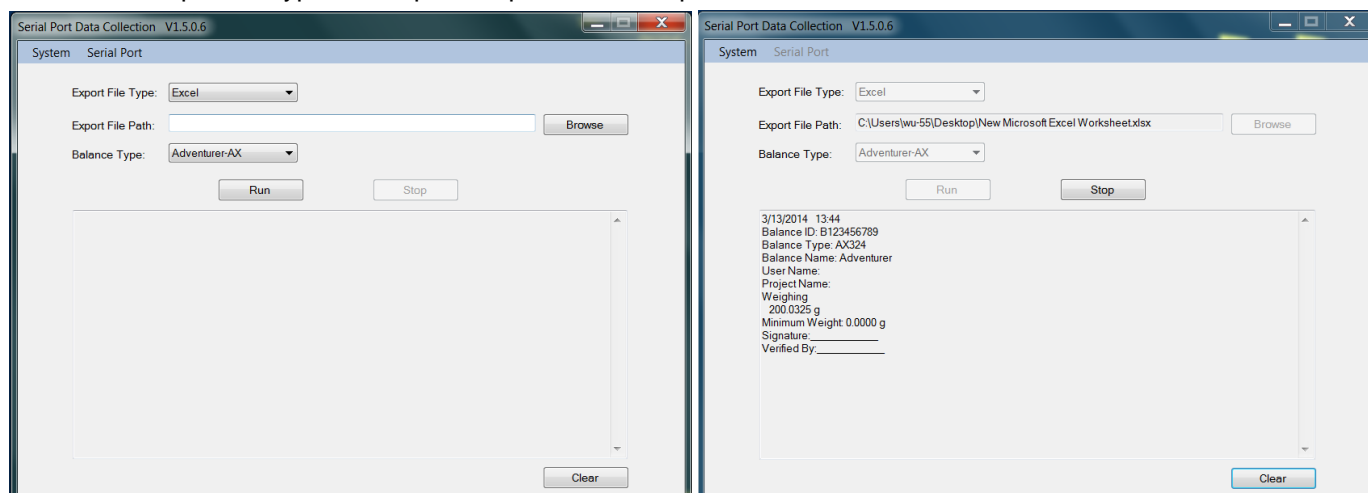 Serial Port Data Collection V1.5.0.6
System Serial Port
Export File Type: Excel
Export File Path: Browse
Balance Type: Adventurer-AX
Run Stop
Clear
Serial Port Data Collection V1.5.0.6
System Serial Port
Export File Type: Excel
Export File Path: C:\Users\wu-55\Desktop\New Microsoft Excel Worksheet.xlsx Browse
Balance Type: Adventurer-AX
Run Stop
3/13/2014 13:44
Balance ID: B123456789
Balance Type: AX324
Balance Name: Adventurer
User Name:
Project Name:
Weighing
200.0325 g
Minimum Weight: 0.0000 g
Signature:____________
Verified By:____________
Clear